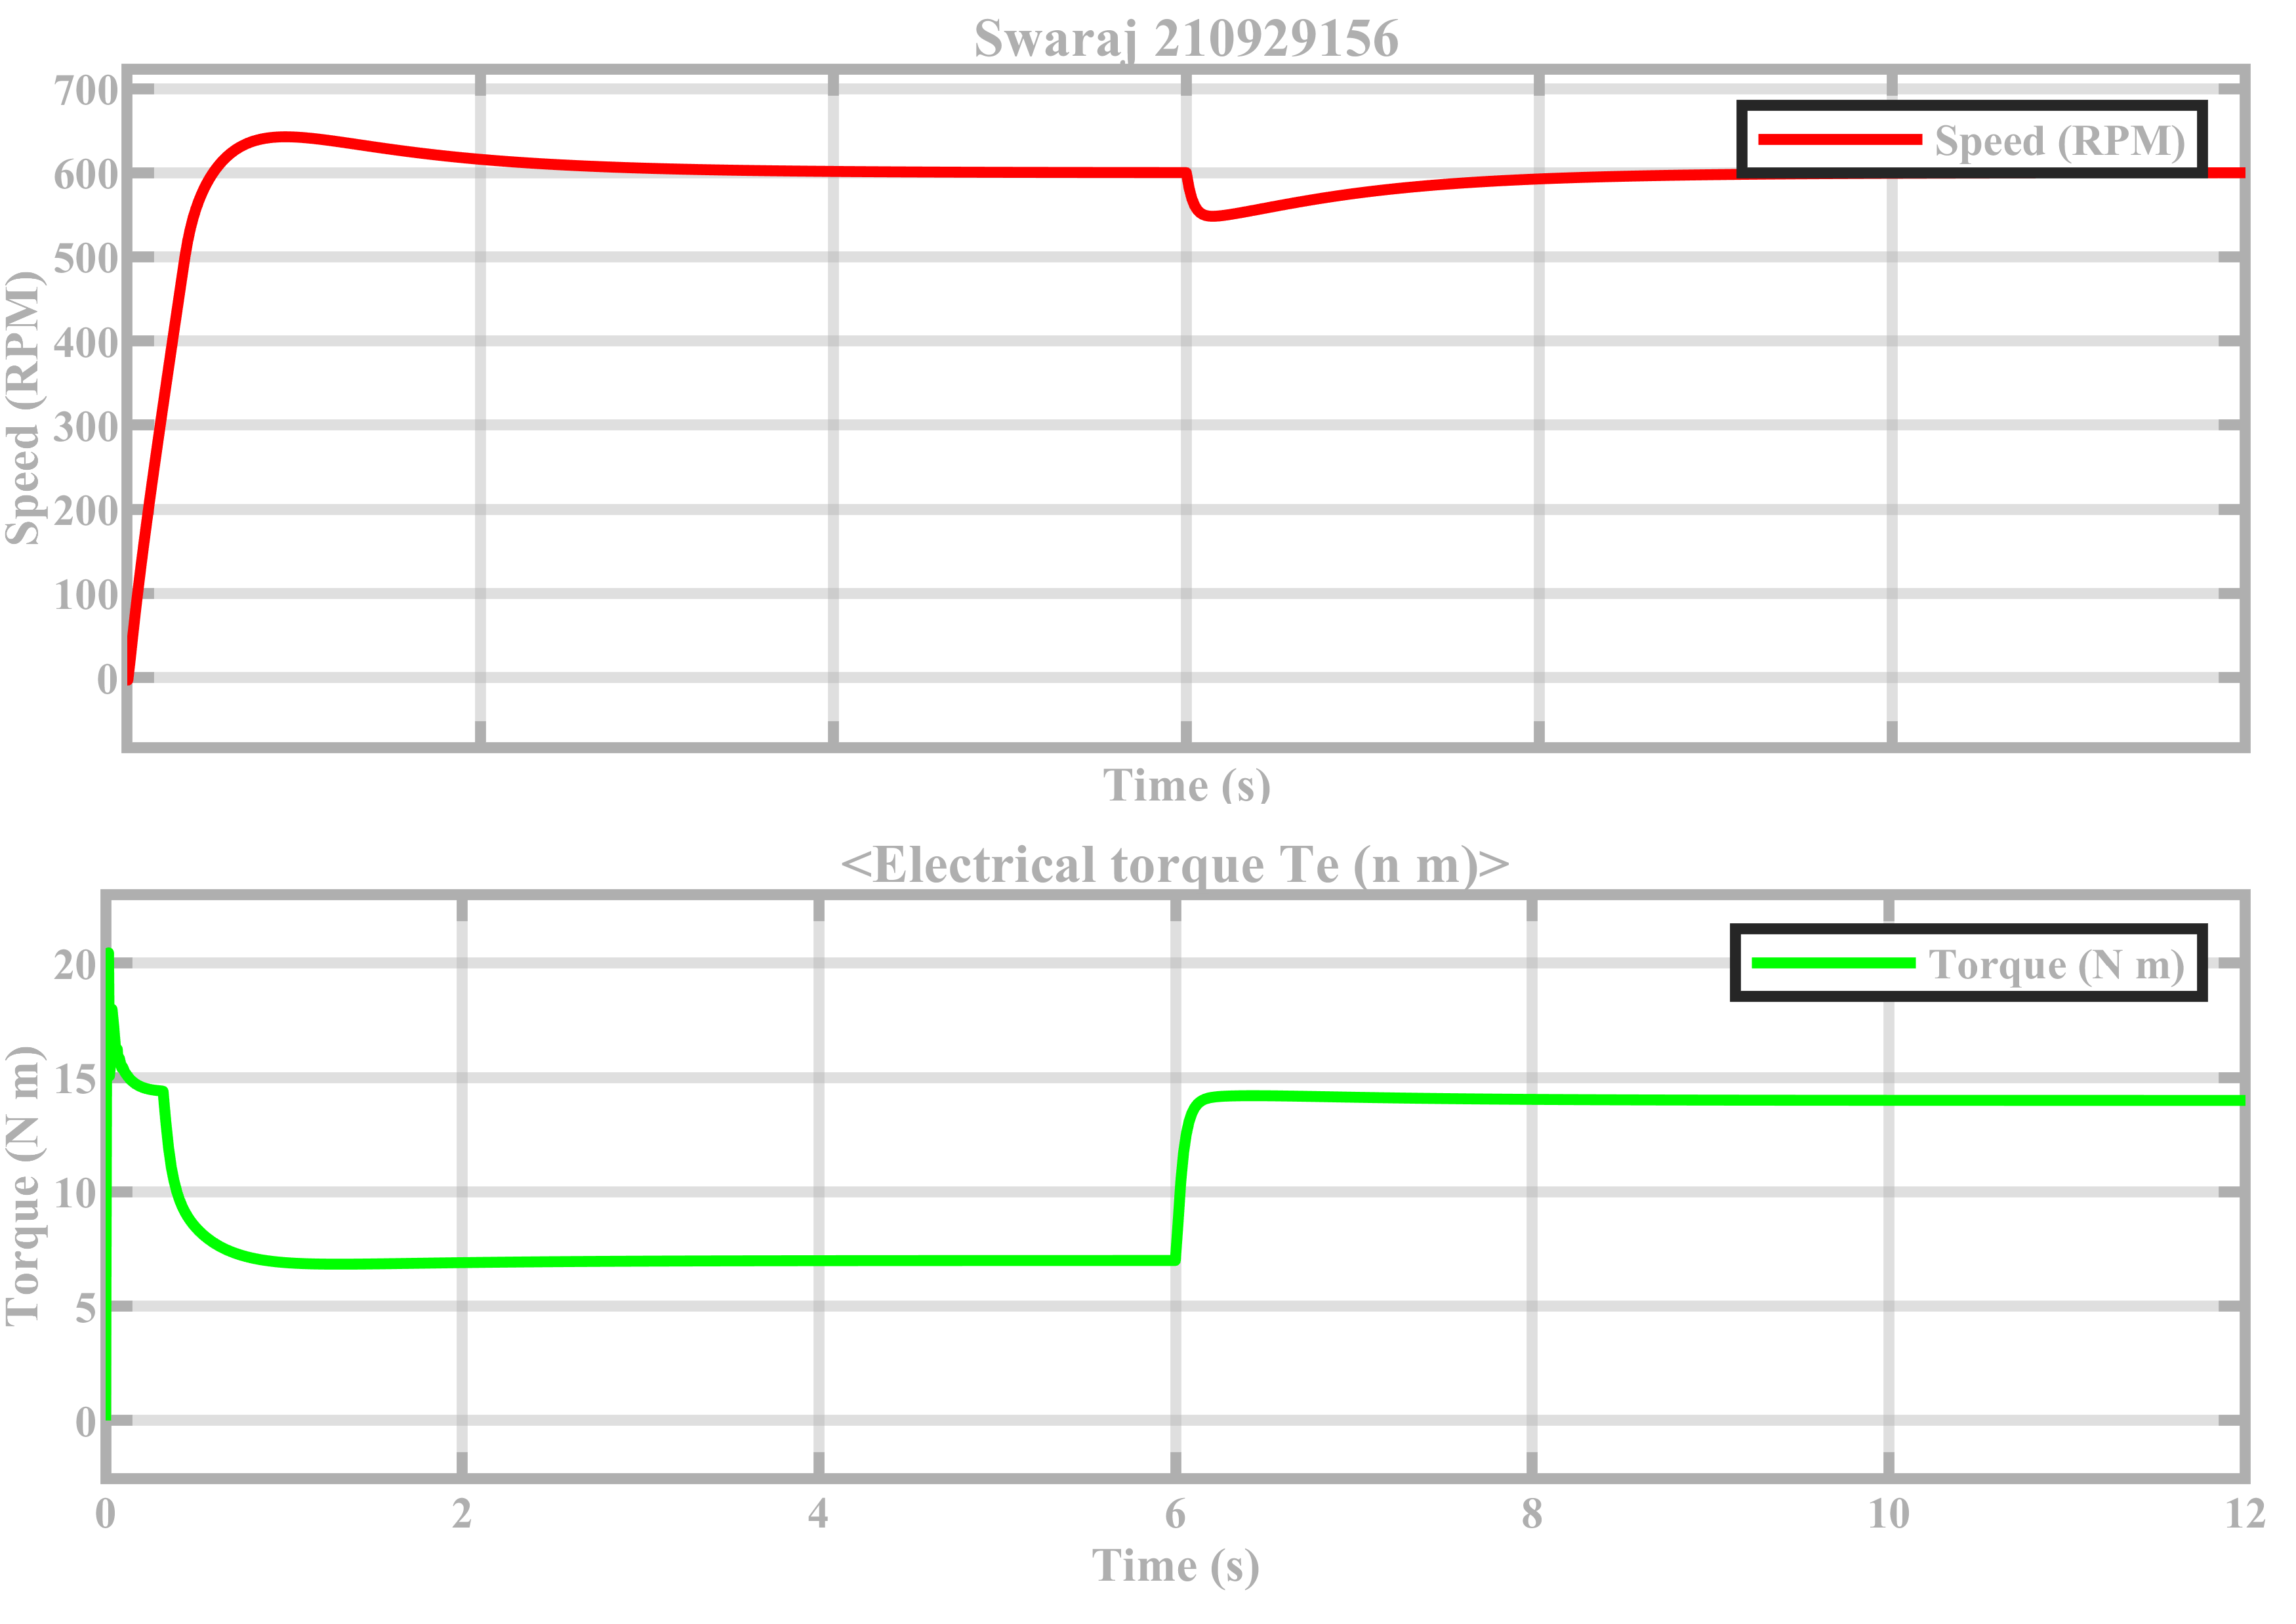 Swaraj 210929156
700
600
500
400
300
200
100
0
Speed (RPM)
Speed (RPM)
Time (s)
<Electrical torque Te (n m)>
20
15
10
5
0
Torque (N m)
Torque (N m)
0 2 4 6 8 10 12
Time (s)